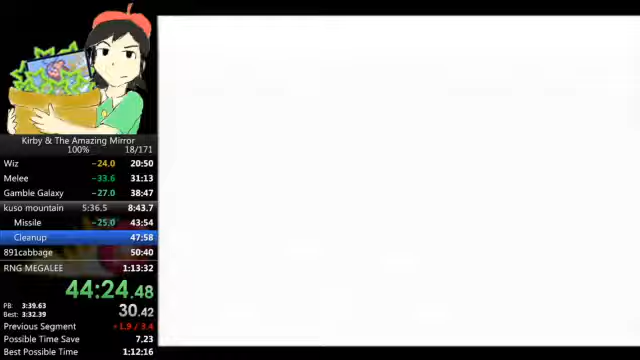 Kirby & The Amazing Mirror
100% 18/171
Wiz -24.0 20:50
Melee -33.6 31:13
Gamble Galaxy -27.0 38:47
kuso mountain 5:36.5 8:43.7
Missile -25.0 43:54
Cleanup 47:58
891cabbage 50:40
RNG MEGALEE 1:13:32
44:24.48
PB: 3:39.63
Best: 3:32.39
30.42
Previous Segment +1.9 / 3.4
Possible Time Save 7.23
Best Possible Time 1:12:16